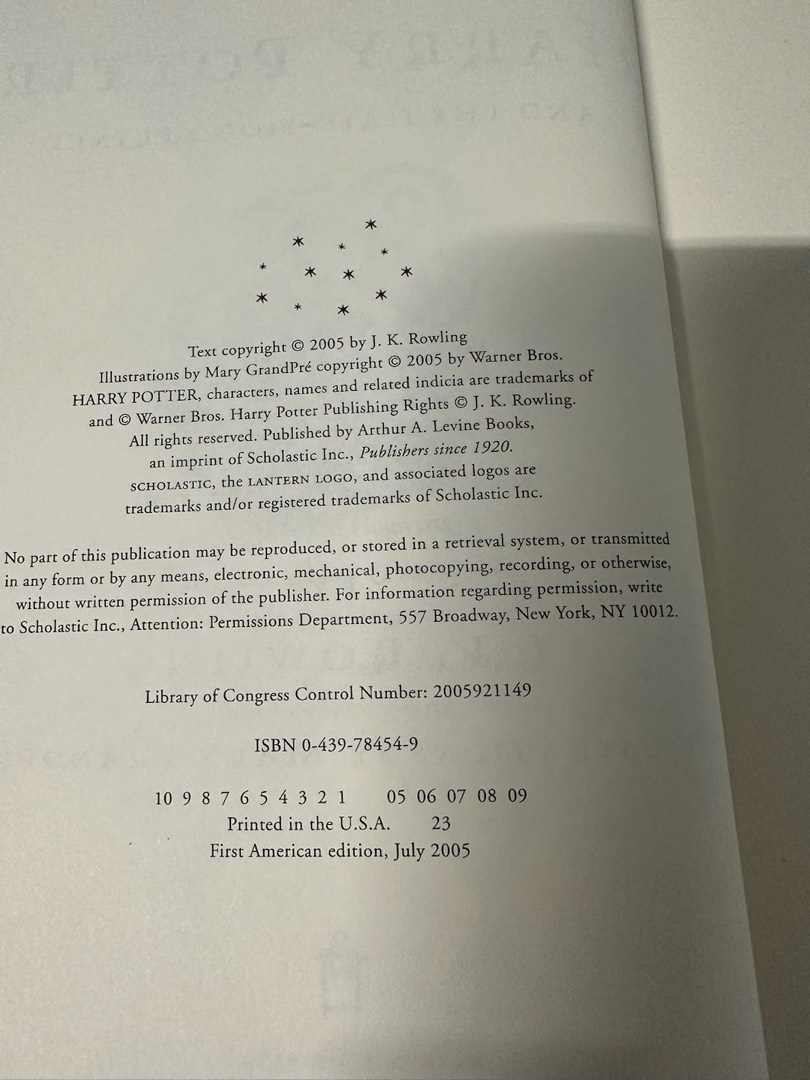 Text copyright © 2005 by J. K. Rowling
Illustrations by Mary GrandPré copyright © 2005 by Warner Bros.
HARRY POTTER, characters, names and related indicia are trademarks of
and © Warner Bros. Harry Potter Publishing Rights © J. K. Rowling.
All rights reserved. Published by Arthur A. Levine Books,
an imprint of Scholastic Inc., Publishers since 1920.
SCHOLASTIC, the LANTERN LOGO, and associated logos are
trademarks and/or registered trademarks of Scholastic Inc.
No part of this publication may be reproduced, or stored in a retrieval system, or transmitted
in any form or by any means, electronic, mechanical, photocopying, recording, or otherwise,
without written permission of the publisher. For information regarding permission, write
to Scholastic Inc., Attention: Permissions Department, 557 Broadway, New York, NY 10012.
Library of Congress Control Number: 2005921149
ISBN 0-439-78454-9
10 9 8 7 6 5 4 3 2 1 05 06 07 08 09
Printed in the U.S.A. 23
First American edition, July 2005